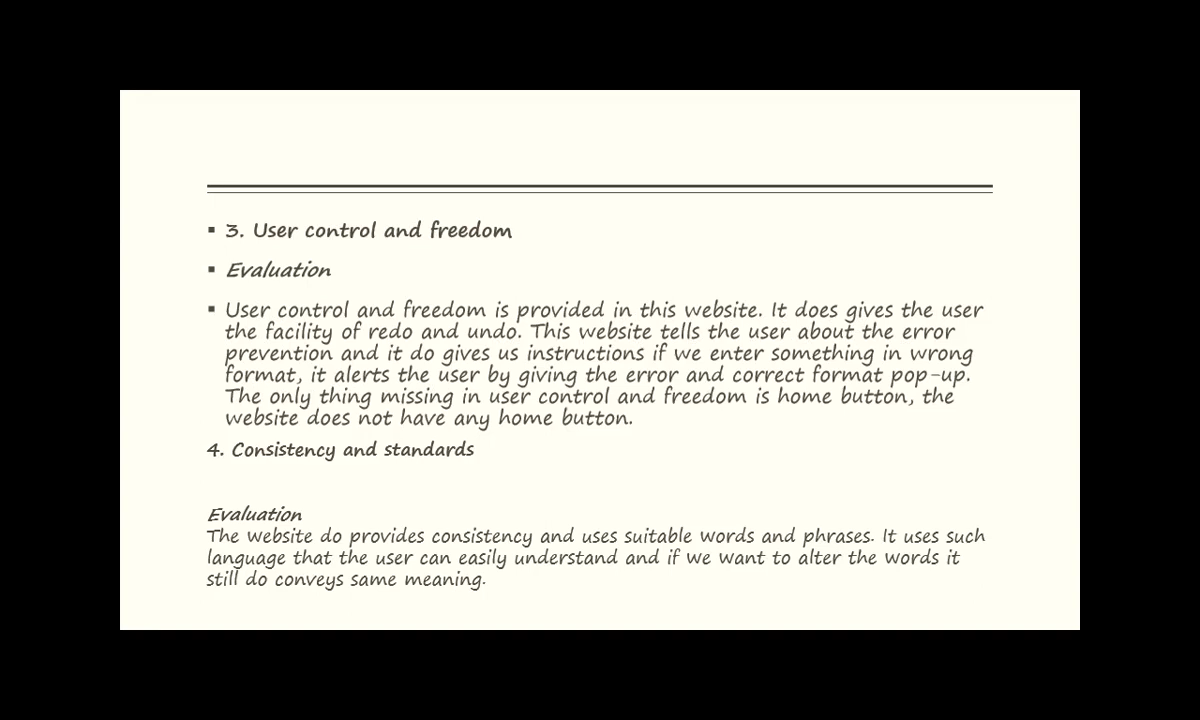 ▪ 3. User control and freedom
▪ Evaluation
▪ User control and freedom is provided in this website. It does gives the user
the facility of redo and undo. This website tells the user about the error
prevention and it do gives us instructions if we enter something in wrong
format, it alerts the user by giving the error and correct format pop-up.
The only thing missing in user control and freedom is home button, the
website does not have any home button.
4. Consistency and standards
Evaluation
The website do provides consistency and uses suitable words and phrases. It uses such
language that the user can easily understand and if we want to alter the words it
still do conveys same meaning.